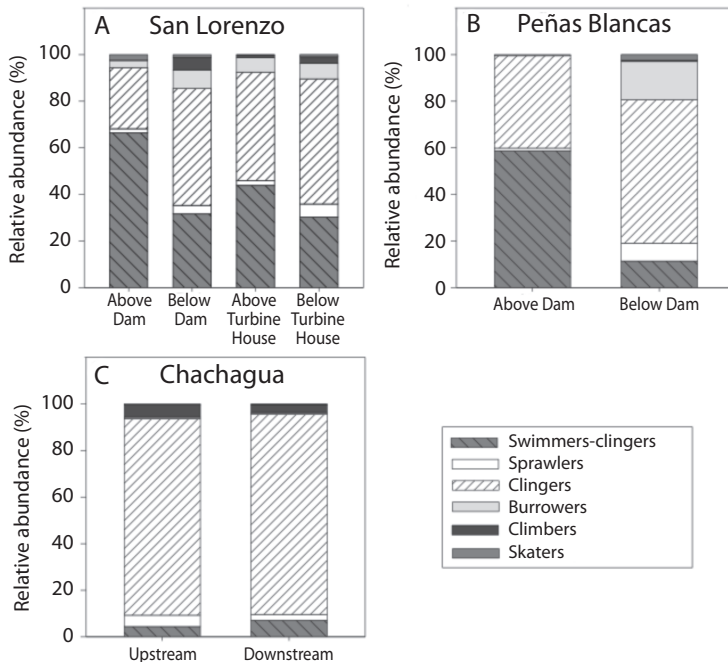 A San Lorenzo
Relative abundance (%)
100
80
60
40
20
0
Above
Dam
Below
Dam
Above
Turbine
House
Below
Turbine
House
B Peñas Blancas
Relative abundance (%)
100
80
60
40
20
0
Above Dam
Below Dam
C Chachagua
Relative abundance (%)
100
80
60
40
20
0
Upstream
Downstream
Swimmers-clingers
Sprawlers
Clingers
Burrowers
Climbers
Skaters